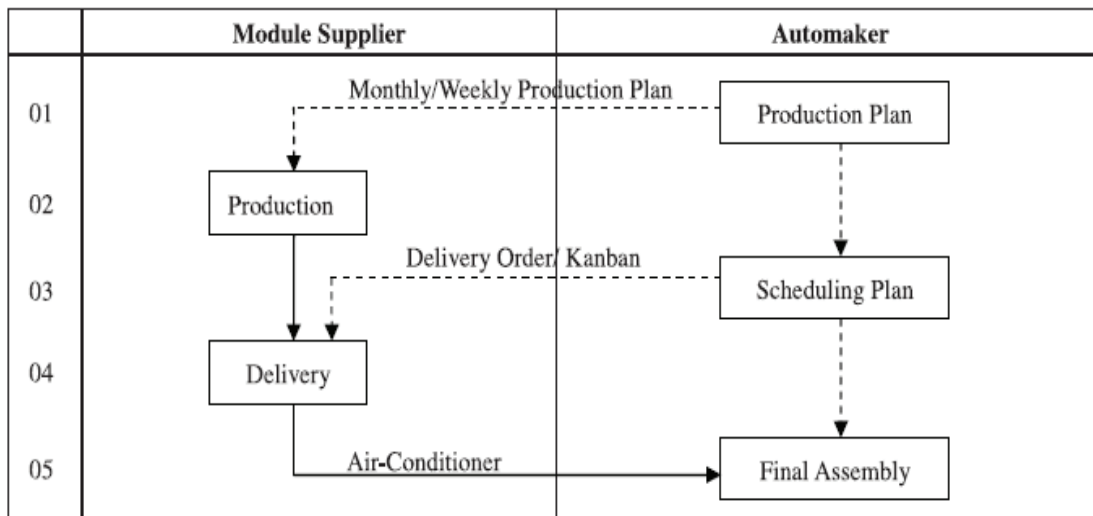 Module Supplier Automaker
Monthly/Weekly Production Plan
01 Production Plan
02 Production
Delivery Order/ Kanban
03 Scheduling Plan
04 Delivery
Air-Conditioner
05 Final Assembly